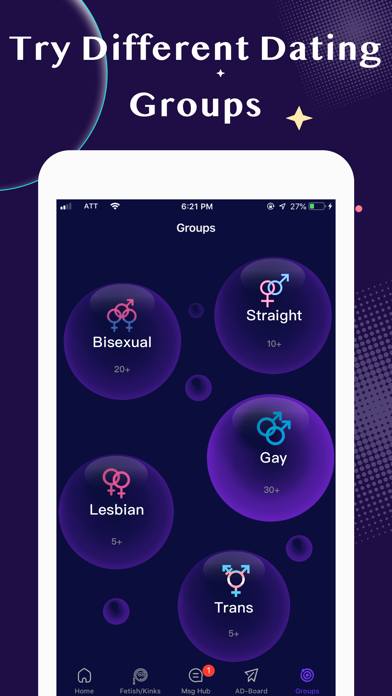 Try Different Dating
Groups
ATT 6:21 PM 27%
Groups
Straight
10+
Bisexual
20+
Gay
30+
Lesbian
5+
Trans
5+
1
Home Fetish/Kinks Msg Hub AD-Board Groups